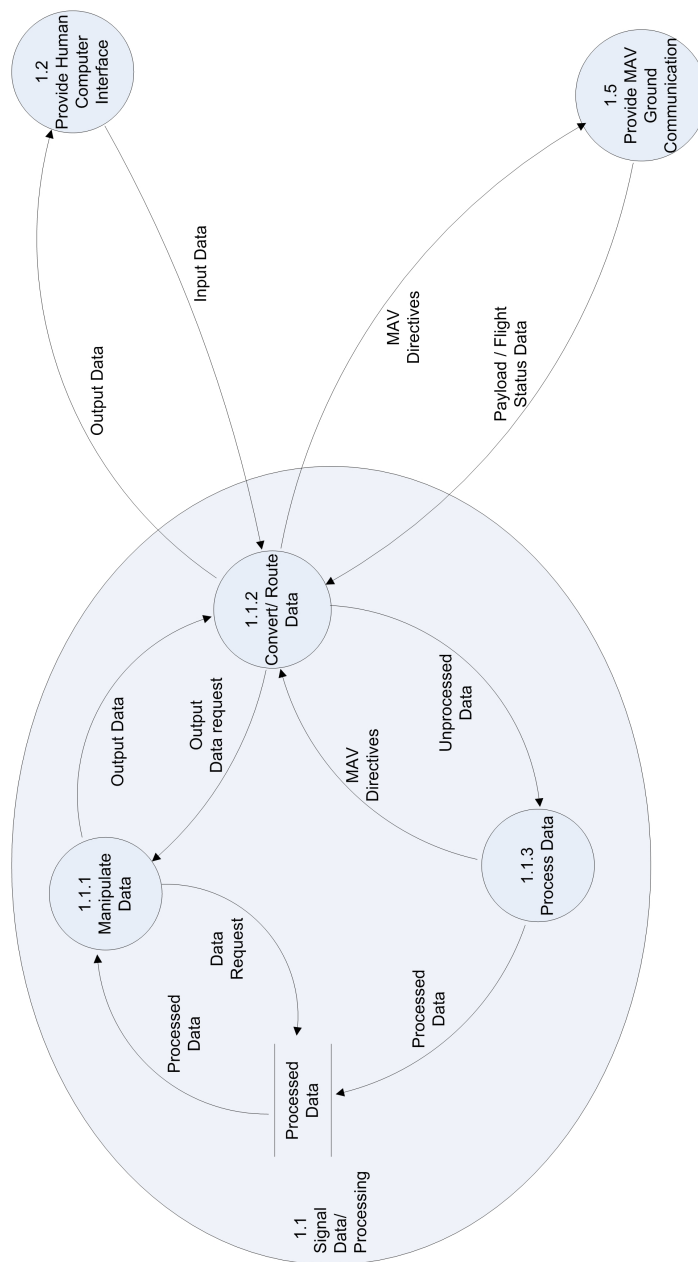 1.1
Signal
Data/
Processing
Processed
Data
Processed
Data
Data
Request
1.1.1
Manipulate
Data
Output Data
Output
Data request
Processed
Data
1.1.3
Process Data
MAV
Directives
Unprocessed
Data
1.1.2
Convert/ Route
Data
Output Data
Input Data
MAV
Directives
Payload / Flight
Status Data
1.2
Provide Human
Computer
Interface
1.5
Provide MAV
Ground
Communication